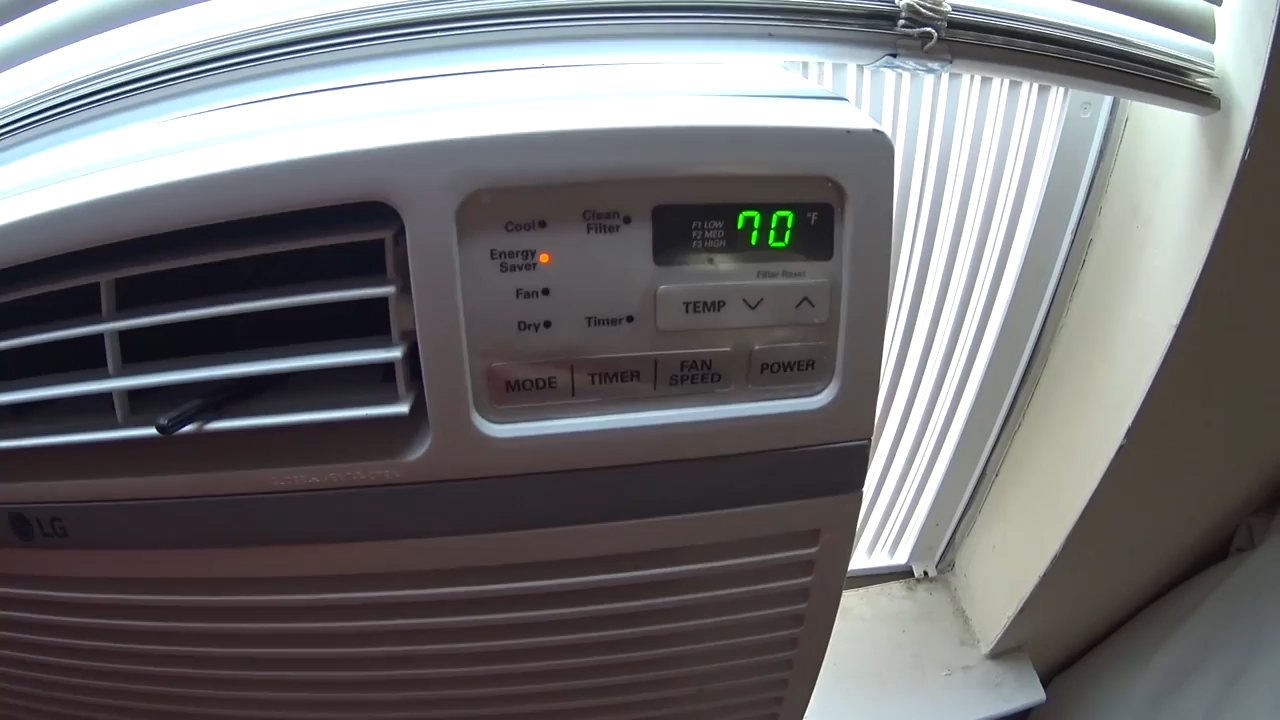 Cool
Clean
Filter
Energy
Saver
Fan
Dry
Timer
F1 LOW
F2 MED
F3 HIGH
70 °F
Filter Reset
TEMP
MODE
TIMER
FAN
SPEED
POWER
LG